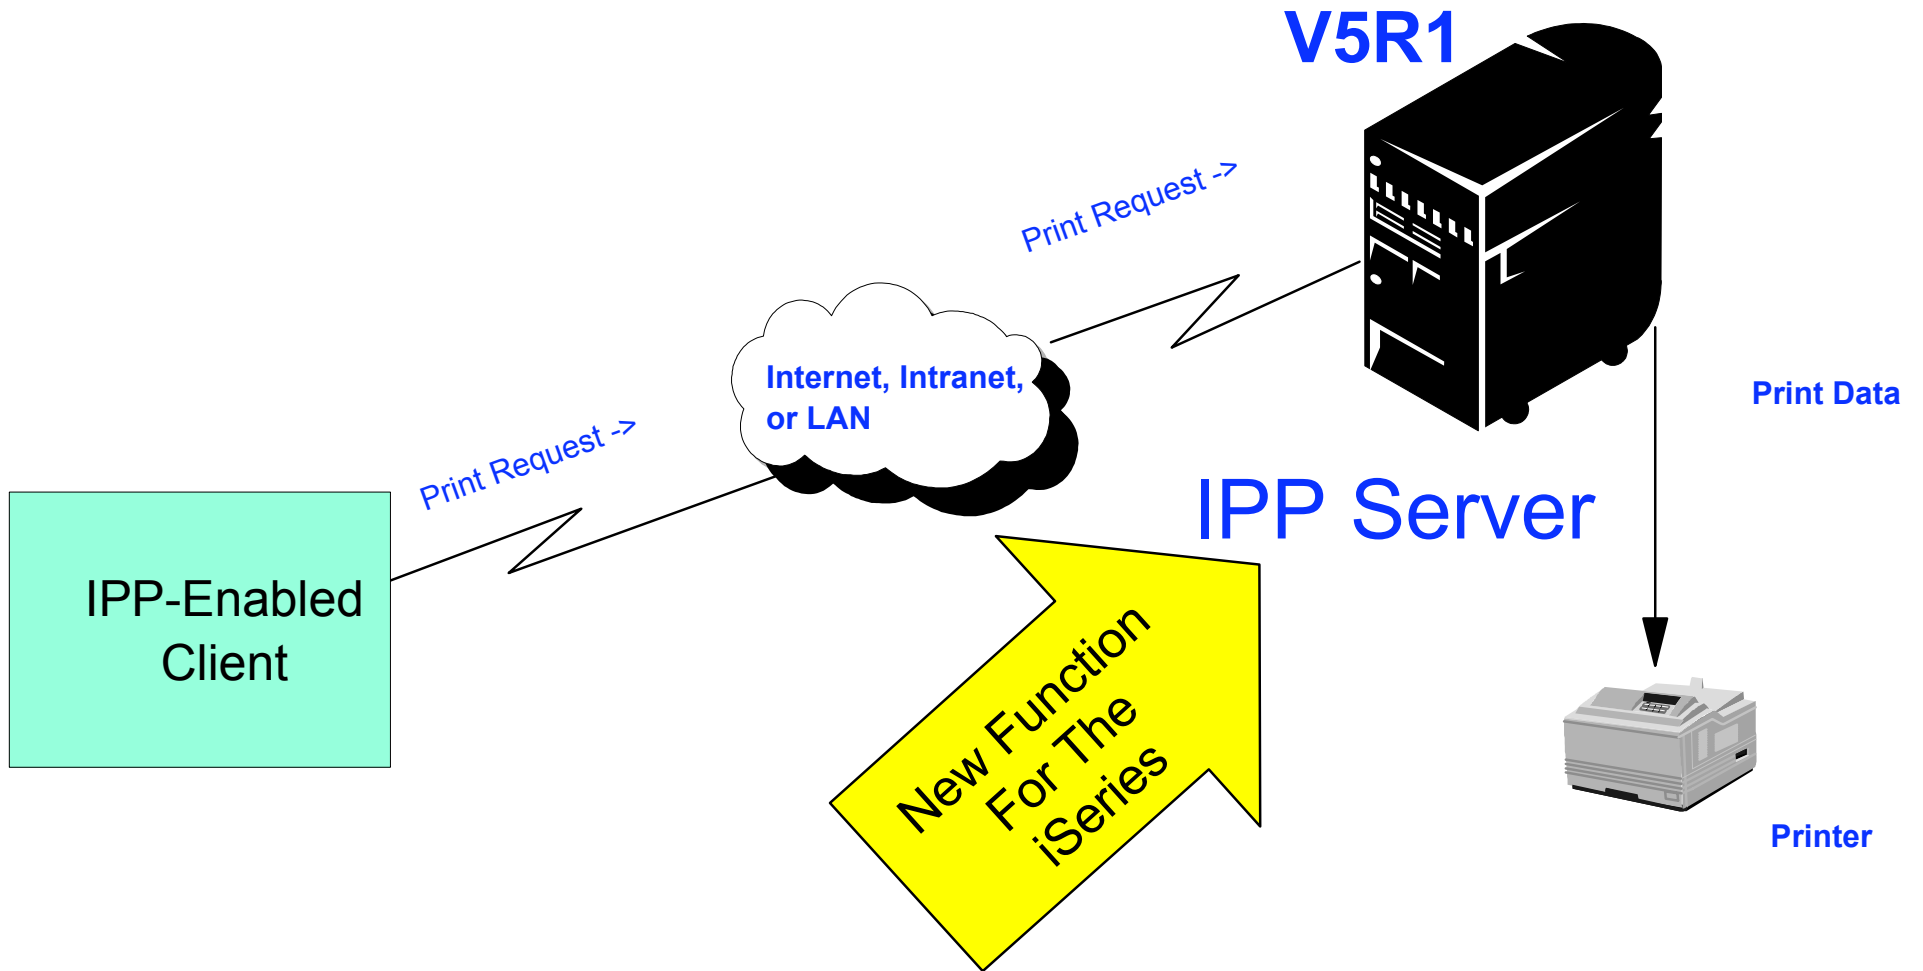 V5R1
Print Request ->
Internet, Intranet,
or LAN
Print Data
Print Request ->
IPP Server
IPP-Enabled
Client
New Function
For The
iSeries
Printer